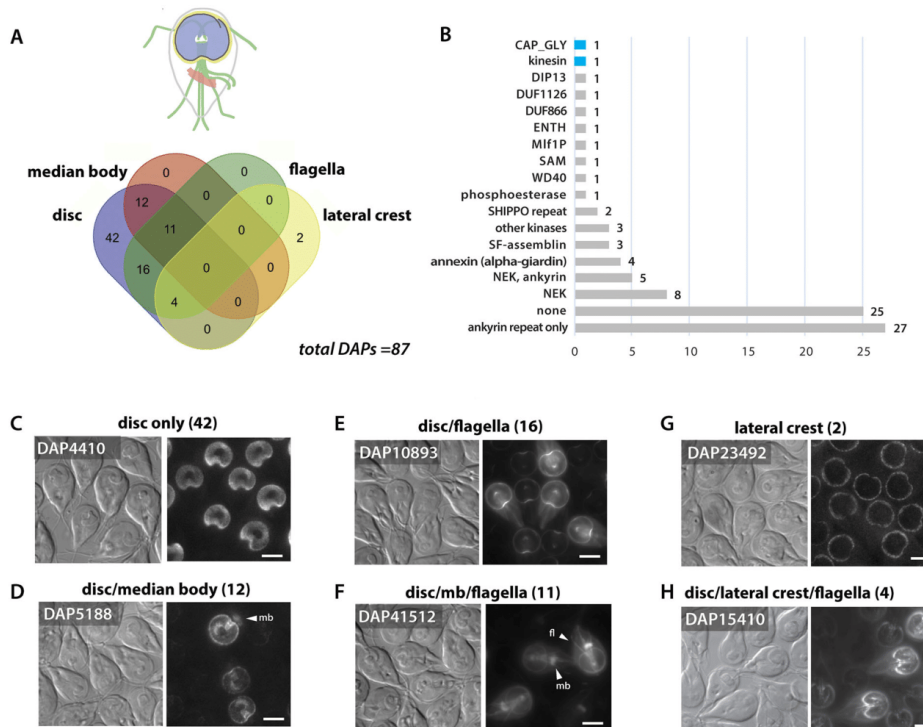 A
median body
flagella
disc
lateral crest
0
0
0
12
0
42
11
0
2
16
0
0
4
0
0
total DAPs =87
B
CAP_GLY 1
kinesin 1
DIP13 1
DUF1126 1
DUF866 1
ENTH 1
Mlf1P 1
SAM 1
WD40 1
phosphoesterase 1
SHIPPO repeat 2
other kinases 3
SF-assemblin 3
annexin (alpha-giardin) 4
NEK, ankyrin 5
NEK 8
none 25
ankyrin repeat only 27
0 5 10 15 20 25
C disc only (42)
DAP4410
E disc/flagella (16)
DAP10893
G lateral crest (2)
DAP23492
D disc/median body (12)
DAP5188
mb
F disc/mb/flagella (11)
DAP41512
fl
mb
H disc/lateral crest/flagella (4)
DAP15410